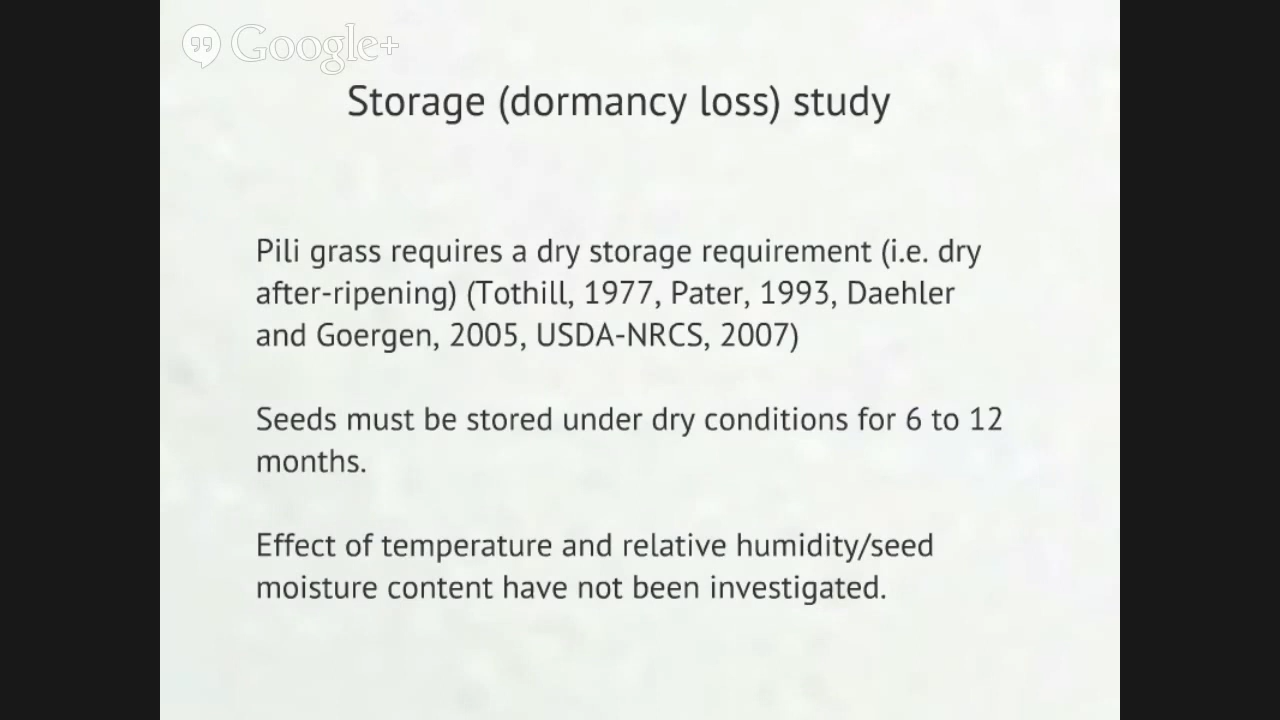 Google+
Storage (dormancy loss) study
Pili grass requires a dry storage requirement (i.e. dry
after-ripening) (Tothill, 1977, Pater, 1993, Daehler
and Goergen, 2005, USDA-NRCS, 2007)
Seeds must be stored under dry conditions for 6 to 12
months.
Effect of temperature and relative humidity/seed
moisture content have not been investigated.